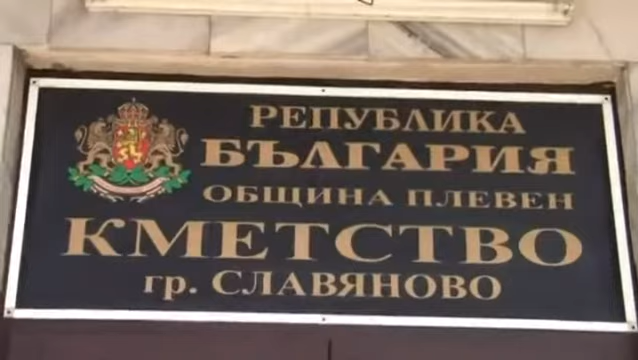 РЕПУБЛИКА
БЪЛГАРИЯ
ОБЩИНА ПЛЕВЕН
КМЕТСТВО
гр. СЛАВЯНОВО